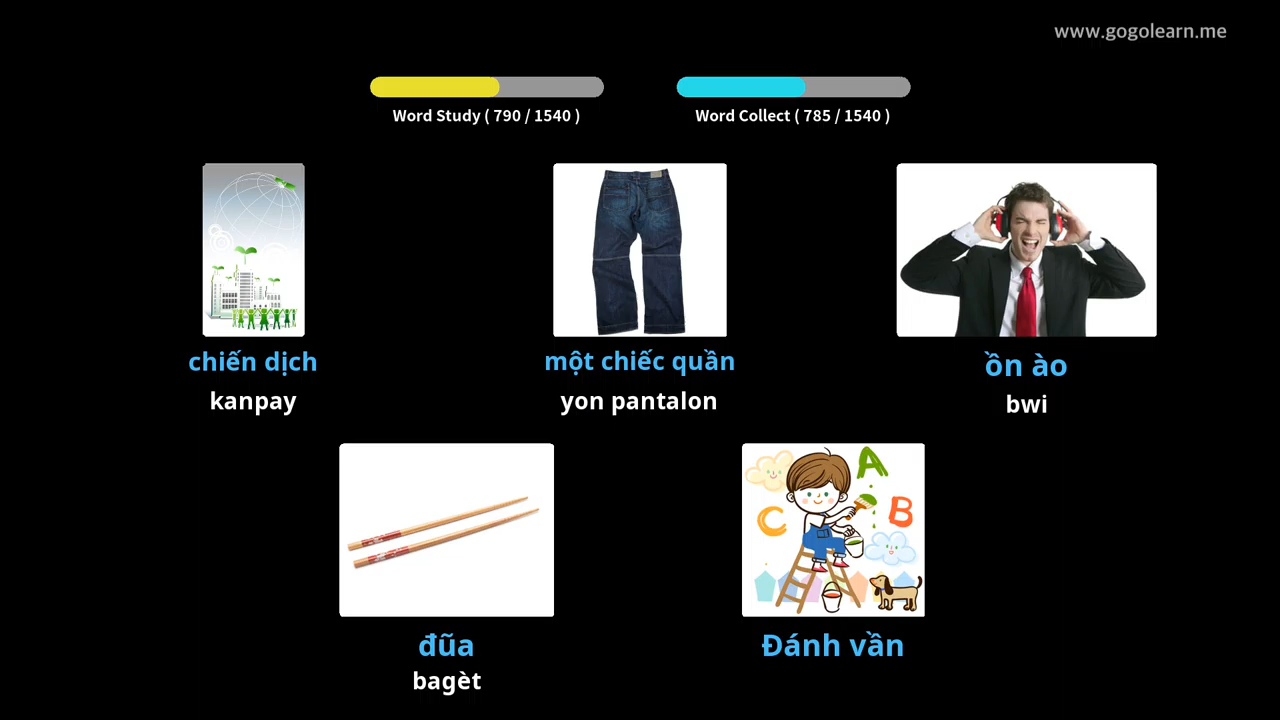 www.gogolearn.me
Word Study ( 790 / 1540 )
Word Collect ( 785 / 1540 )
chiến dịch
kanpay
một chiếc quần
yon pantalon
ồn ào
bwi
A
B
C
đũa
bagèt
Đánh vần